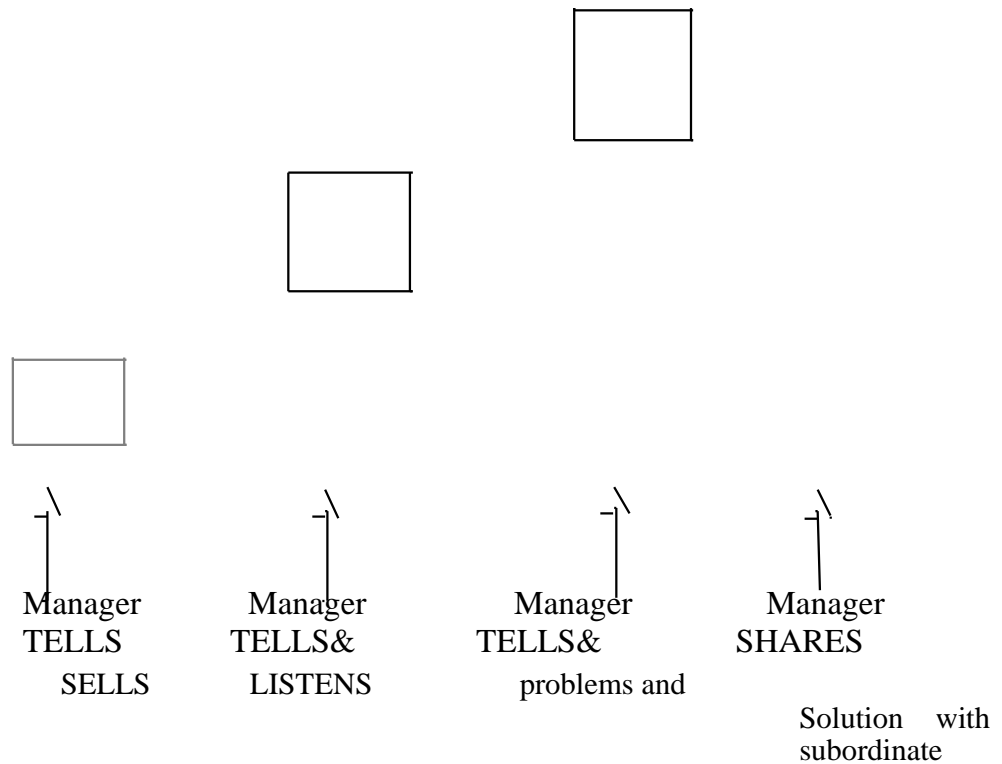 Manager Manager Manager Manager
TELLS TELLS& TELLS& SHARES
SELLS LISTENS problems and
Solution with
subordinate